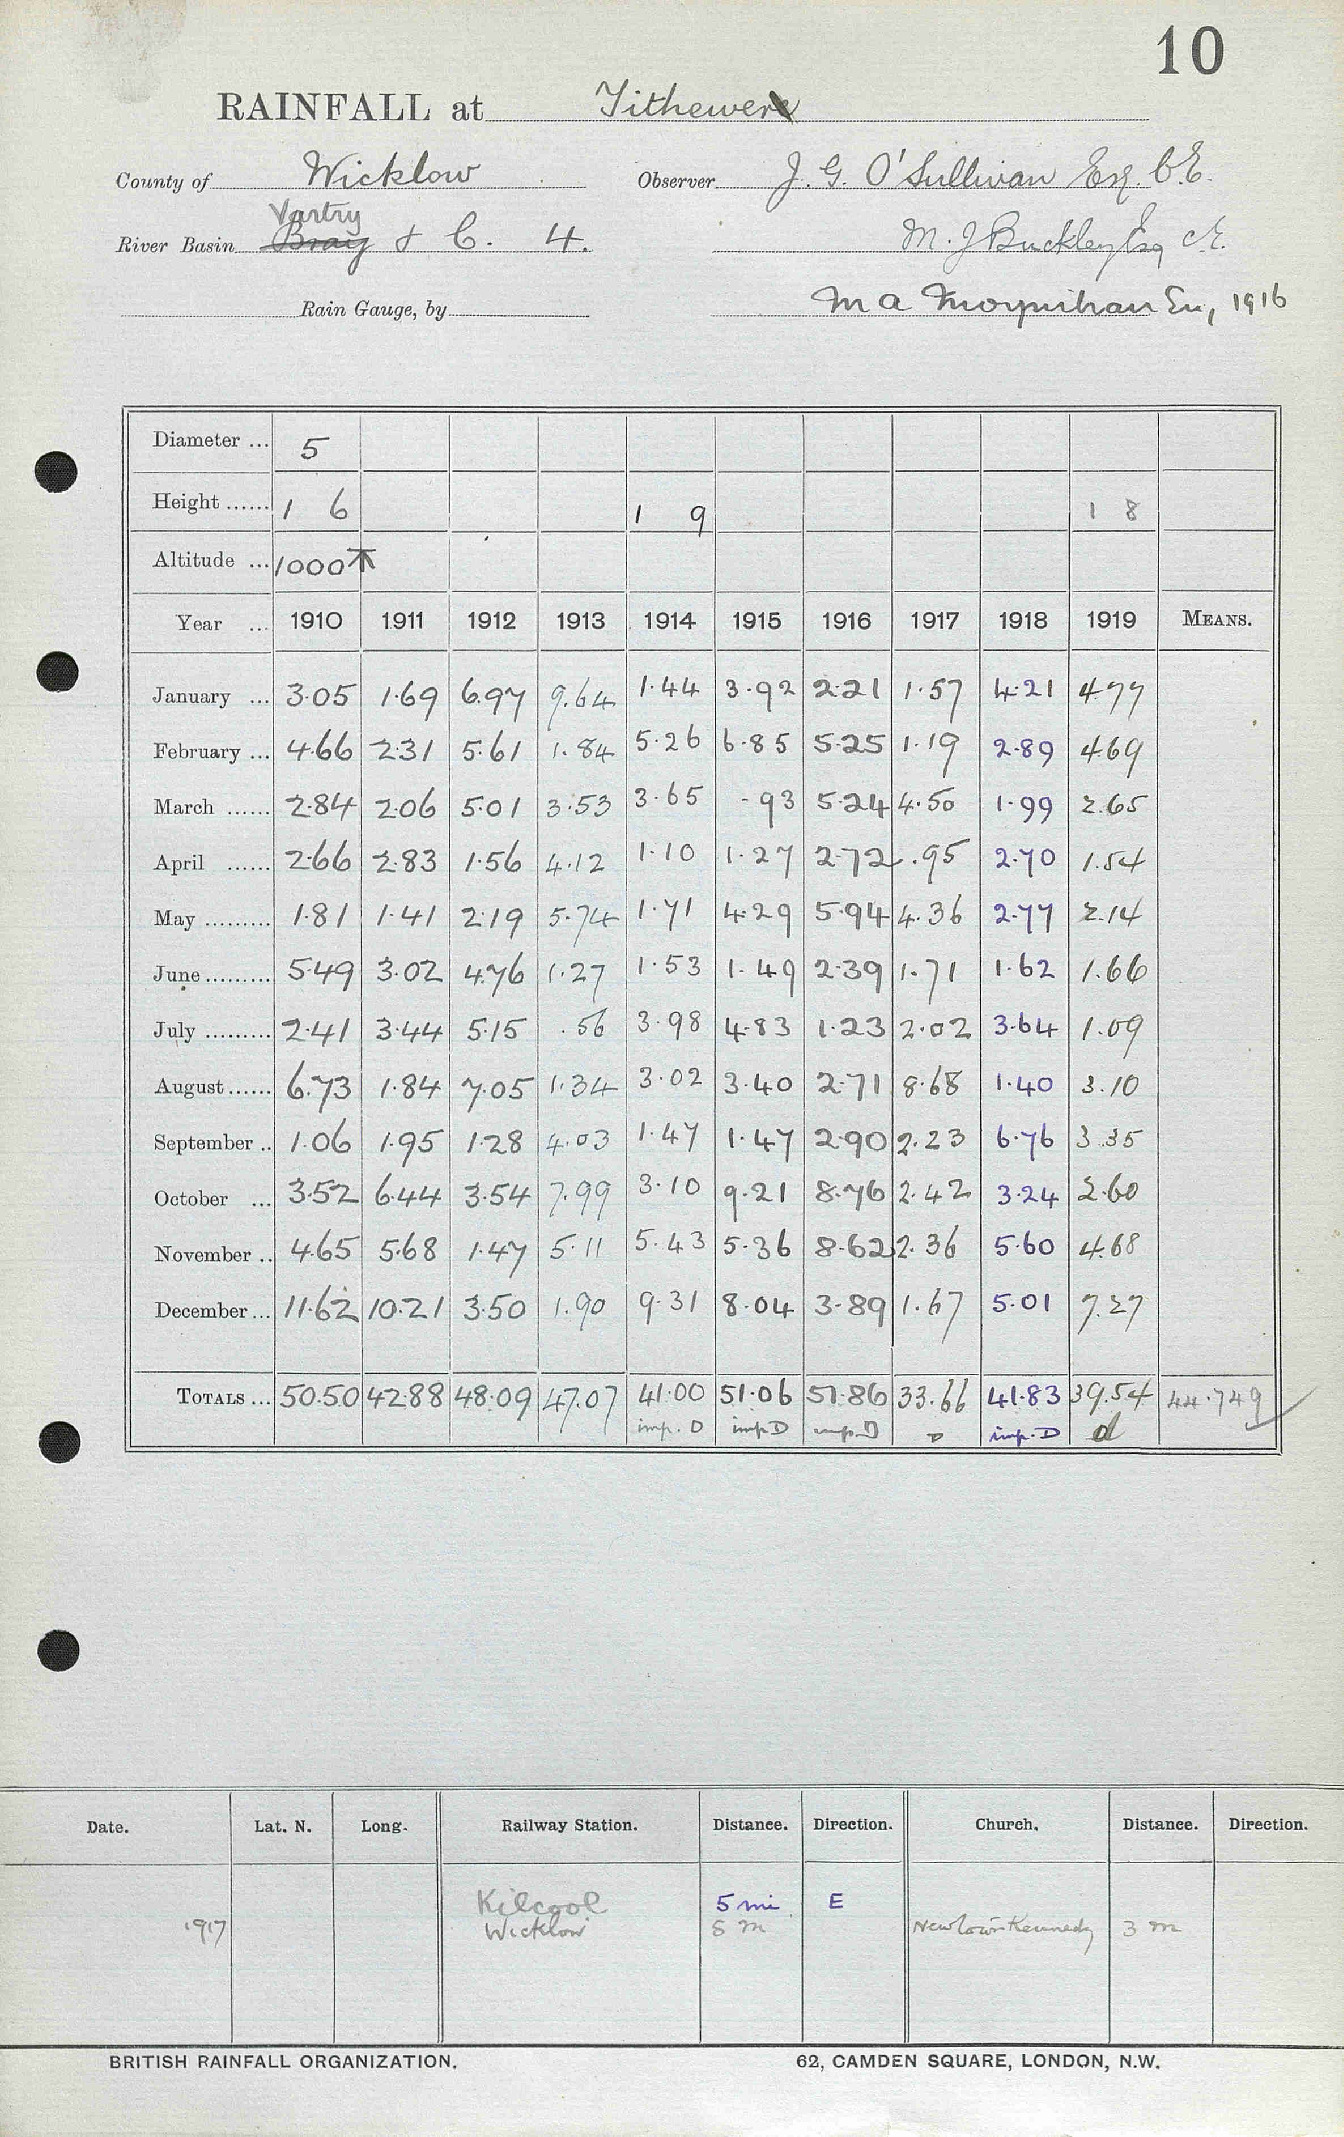 10
RAINFALL at Tithewer
County of Wicklow Observer J. G. O'Sullivan Esq. C.E.
Vartry
River Basin Bray & C. 4. M. J Buckley Esq C.E.
Rain Gauge, by M A Moynihan Esq, 1916
Diameter ... 5
Height ...... 1 6 1 9 1 8
Altitude ... 1000
Year ... 1910 1911 1912 1913 1914 1915 1916 1917 1918 1919 MEANS.
January ... 3.05 1.69 6.97 9.64 1.44 3.92 2.21 1.57 4.21 4.77
February ... 4.66 2.31 5.61 1.84 5.26 6.85 5.25 1.19 2.89 4.69
March ...... 2.84 2.06 5.01 3.53 3.65 .93 5.24 4.50 1.99 2.65
April ...... 2.66 2.83 1.56 4.12 1.10 1.27 2.72 .95 2.70 1.54
May ......... 1.81 1.41 2.19 5.74 1.71 4.29 5.94 4.36 2.77 2.14
June ......... 5.49 3.02 4.76 1.27 1.53 1.49 2.39 1.71 1.62 1.66
July ......... 2.41 3.44 5.15 .56 3.98 4.83 1.23 2.02 3.64 1.09
August ...... 6.73 1.84 7.05 1.34 3.02 3.40 2.71 8.68 1.40 3.10
September .. 1.06 1.95 1.28 4.03 1.47 1.47 2.90 2.23 6.76 3.35
October ... 3.52 6.44 3.54 7.99 3.10 9.21 8.76 2.42 3.24 2.60
November .. 4.65 5.68 1.47 5.11 5.43 5.36 8.62 2.36 5.60 4.68
December ... 11.62 10.21 3.50 1.90 9.31 8.04 3.89 1.67 5.01 7.27
TOTALS ... 50.50 42.88 48.09 47.07 41.00 51.06 51.86 33.66 41.83 39.54 44.749
imp. D imp. D imp. D D imp. D d
Date. Lat. N. Long. Railway Station. Distance. Direction. Church. Distance. Direction.
Kilcool 5 mi E
1917 Wicklow 8 m Newtown Kennedy 3 m
BRITISH RAINFALL ORGANIZATION. 62, CAMDEN SQUARE, LONDON, N.W.